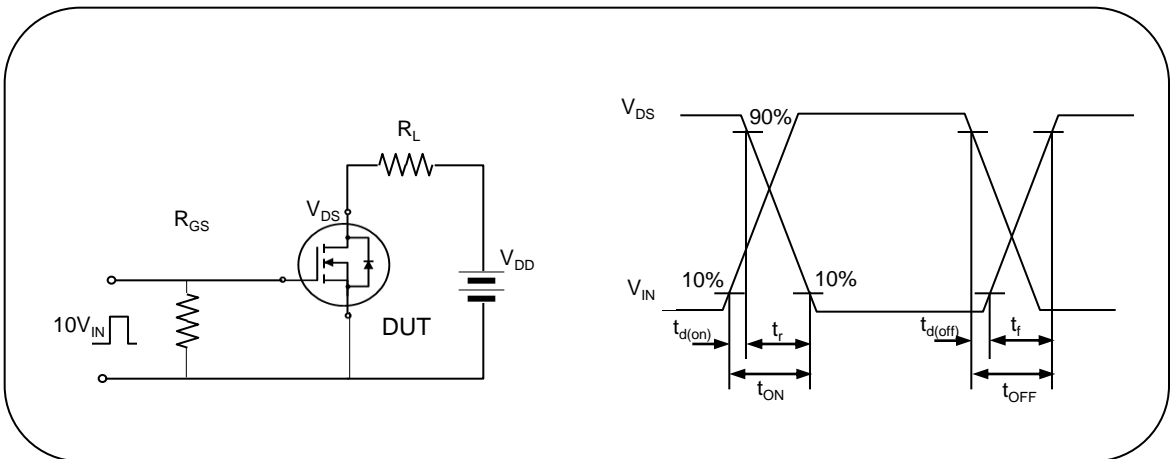 R_L
R_GS
V_DS
V_DD
10V_IN
DUT
V_DS
90%
V_IN
10%
10%
t_d(on)
t_r
t_d(off)
t_f
t_ON
t_OFF